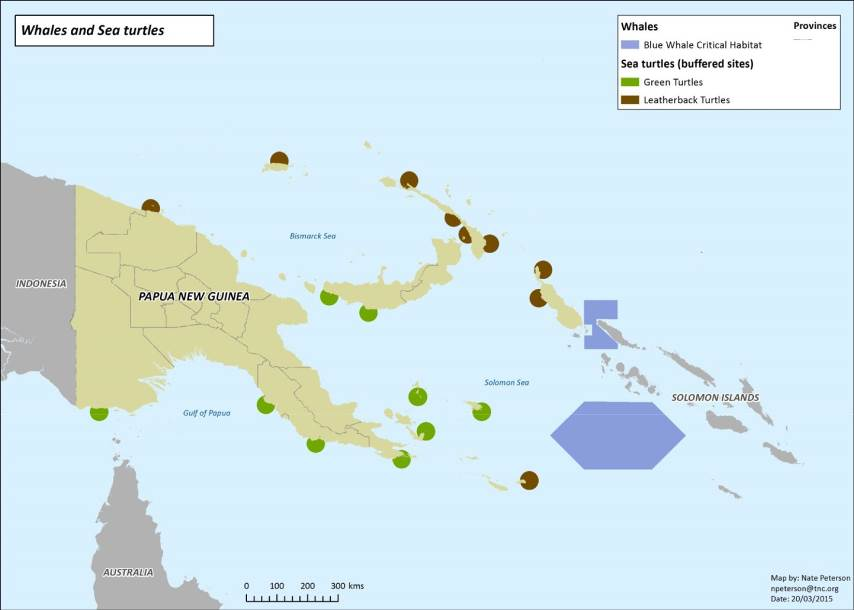 Whales and Sea turtles
Whales
Provinces
Blue Whale Critical Habitat
Sea turtles (buffered sites)
Green Turtles
Leatherback Turtles
Bismarck Sea
INDONESIA
PAPUA NEW GUINEA
Solomon Sea
SOLOMON ISLANDS
Gulf of Papua
AUSTRALIA
0 100 200 300 kms
Map by: Nate Peterson
npeterson@tnc.org
Date: 20/03/2015